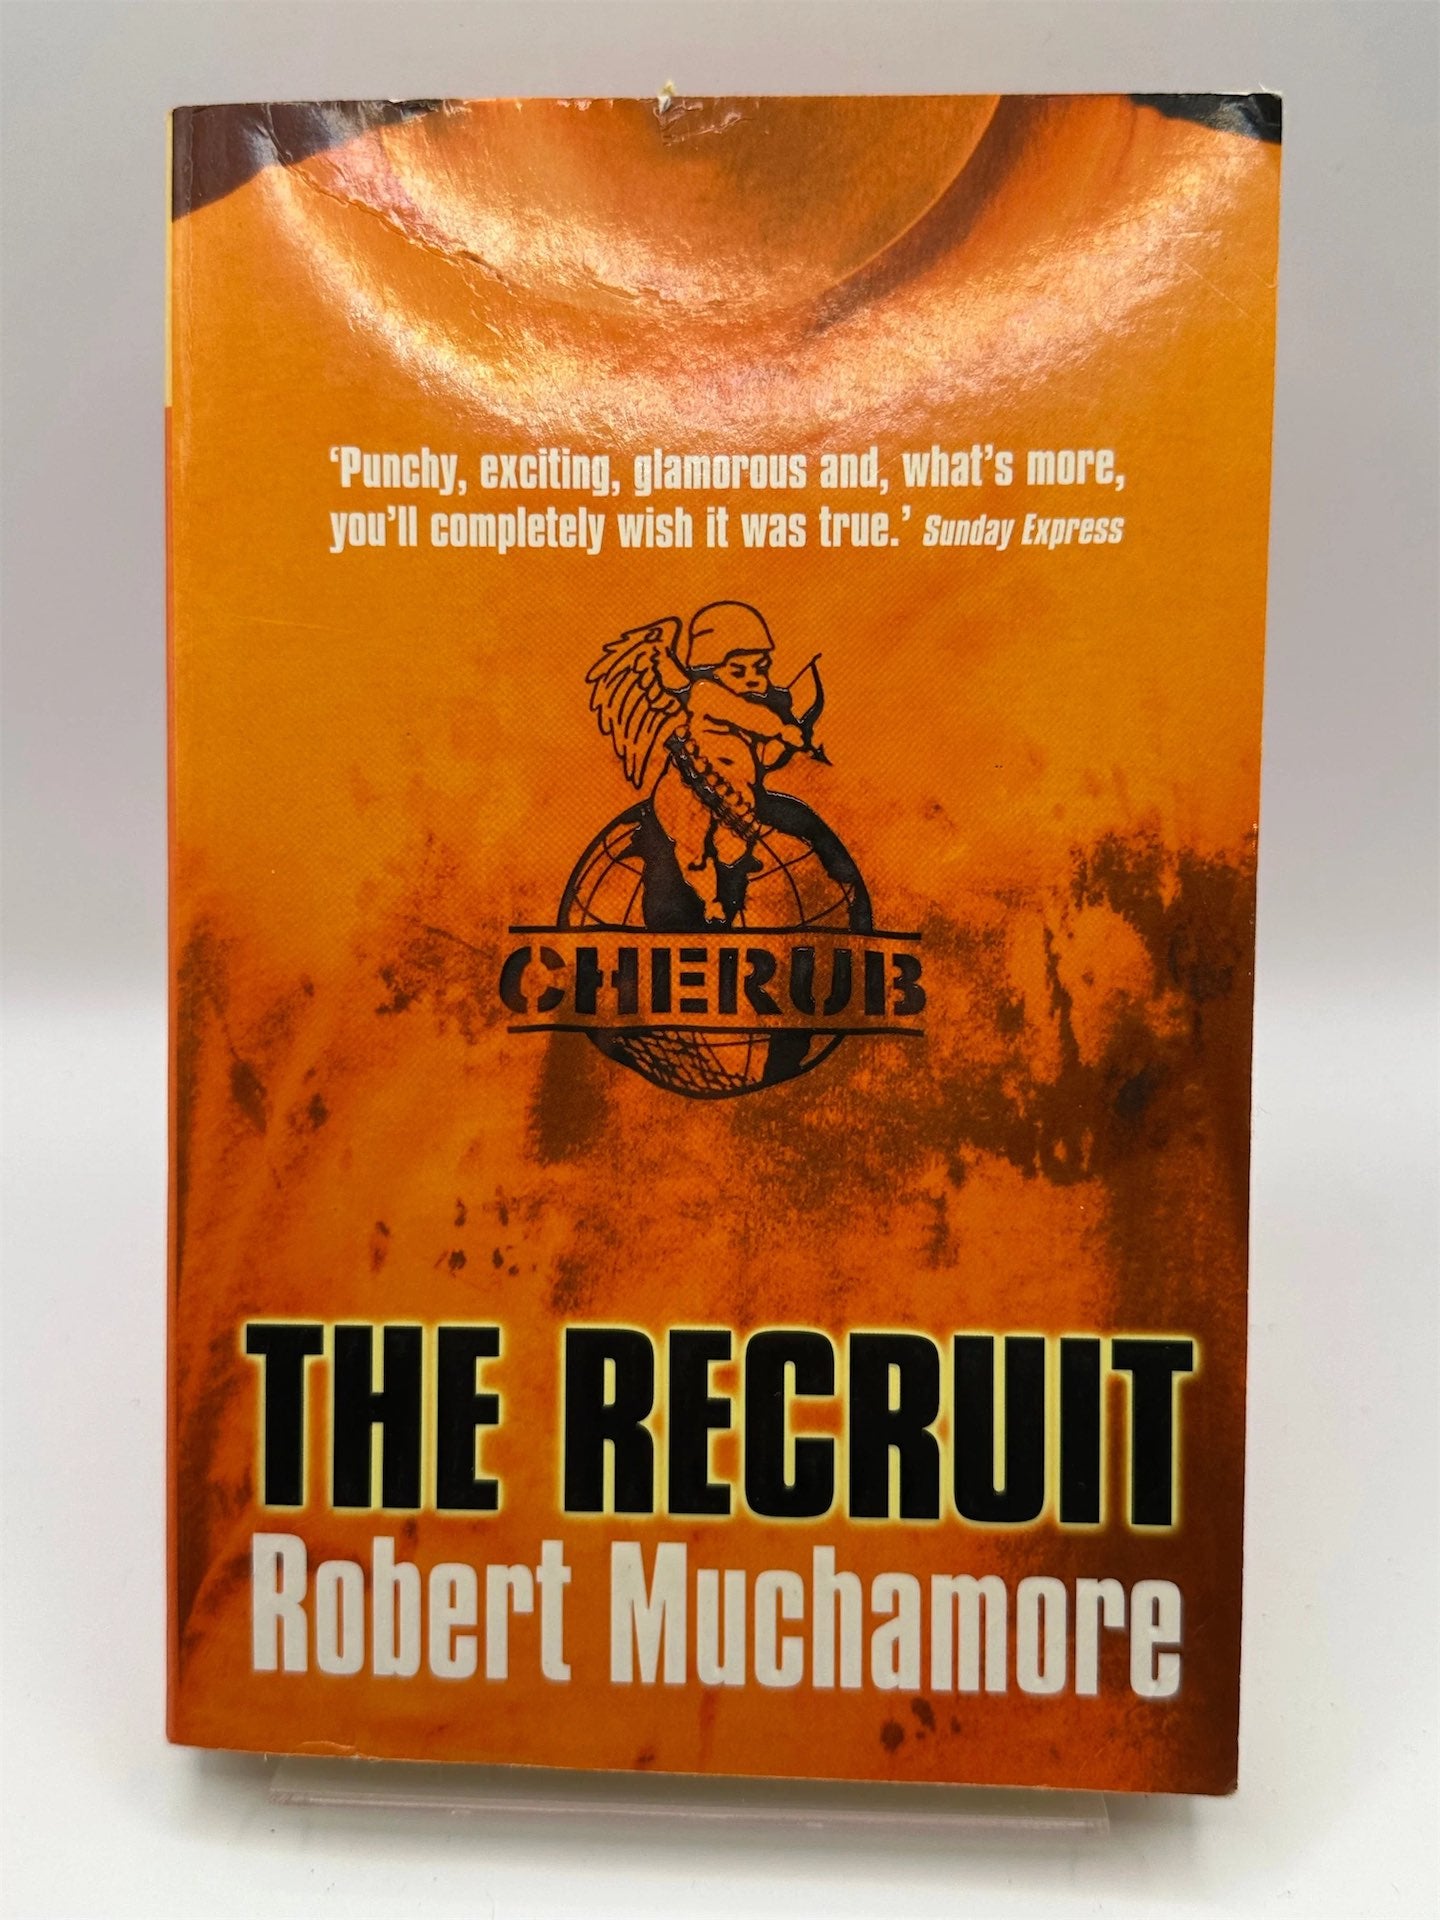 ‘Punchy, exciting, glamorous and, what’s more,
you’ll completely wish it was true.’ Sunday Express
CHERUB
THE RECRUIT
Robert Muchamore